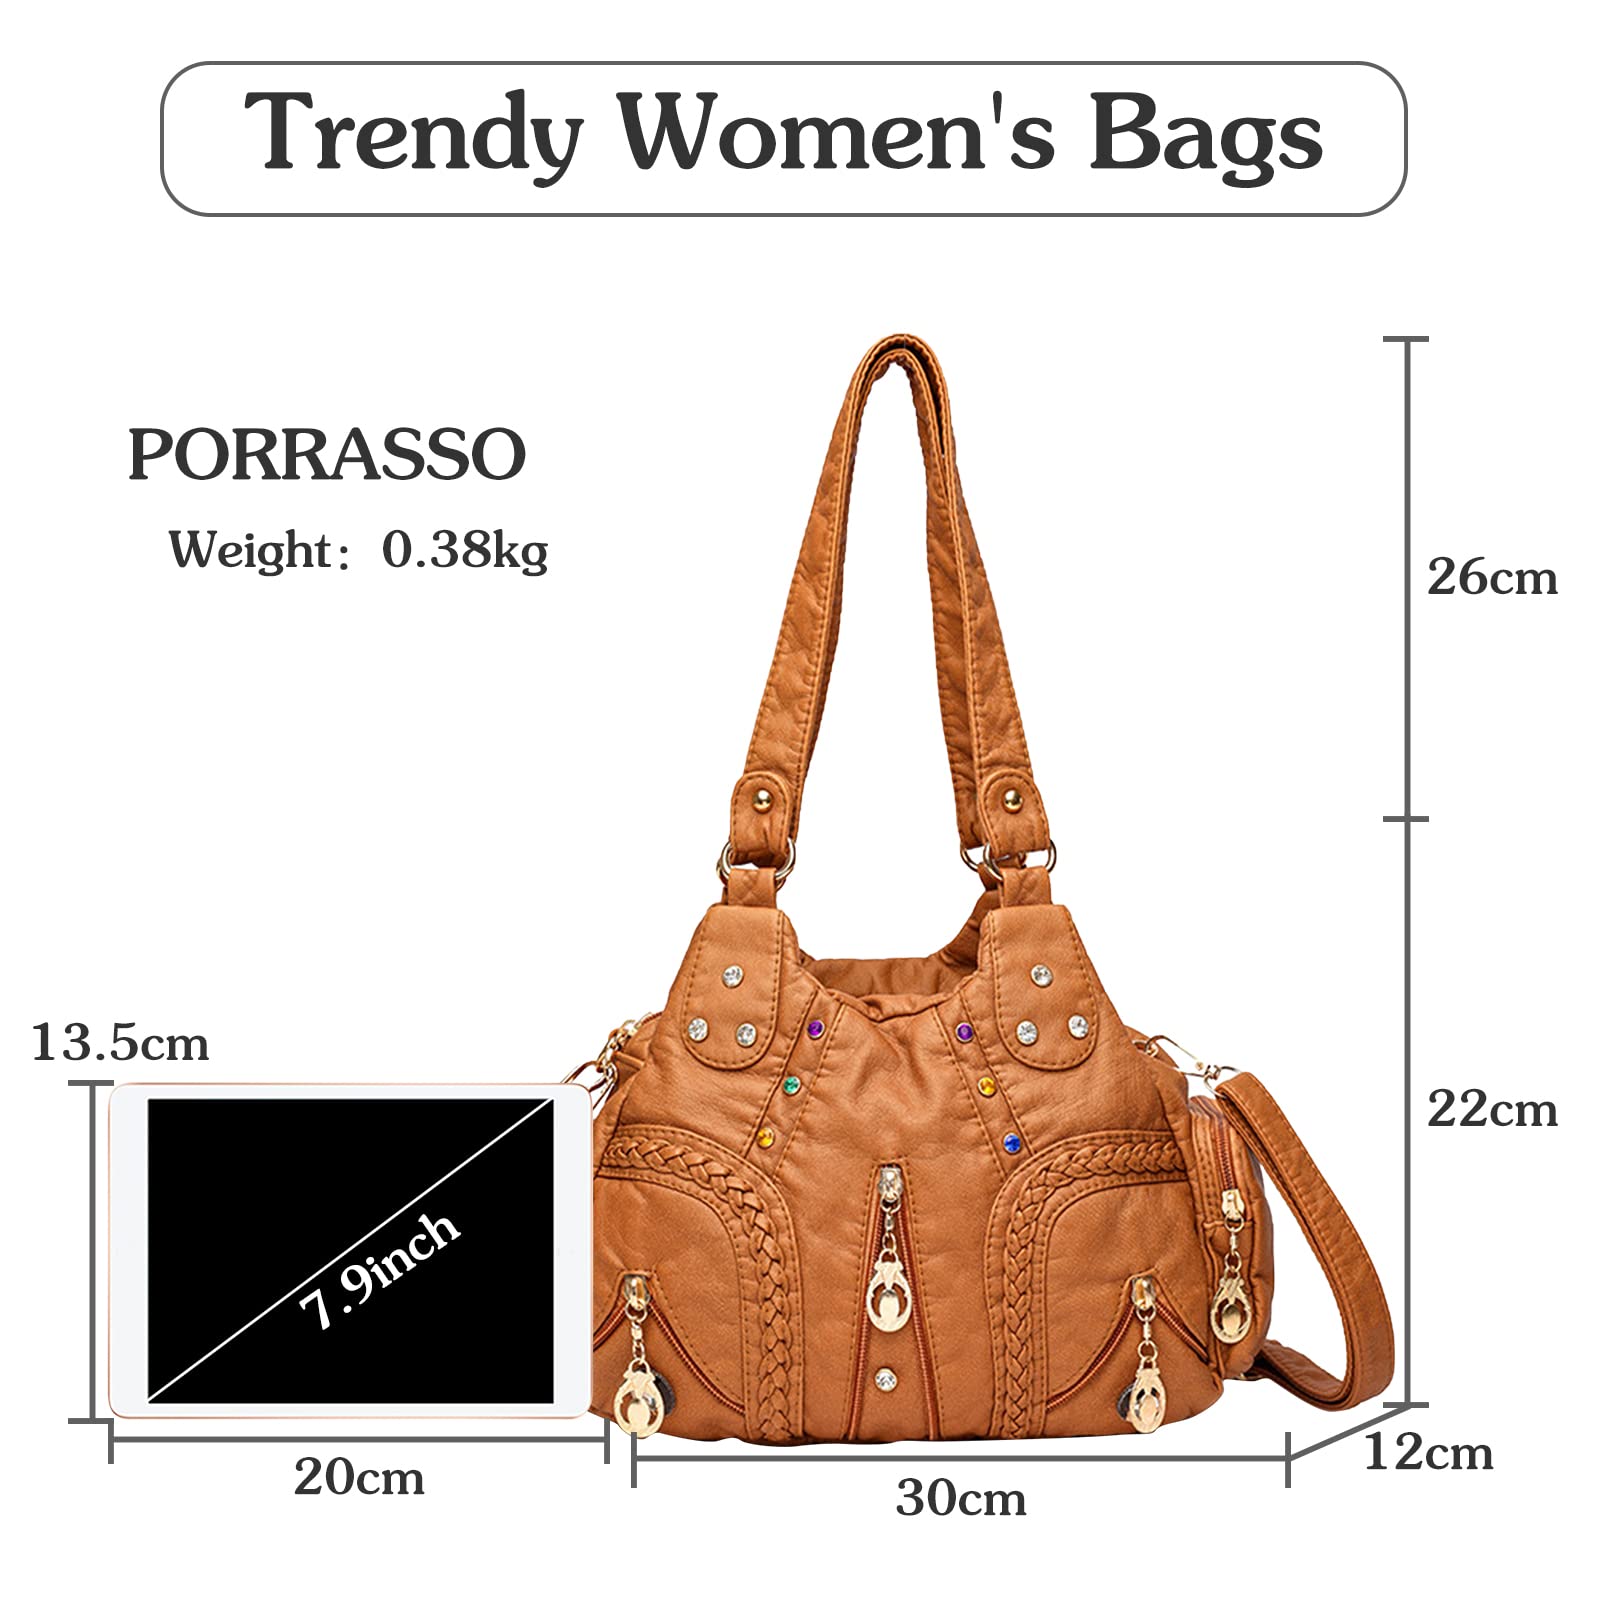 Trendy Women's Bags
PORRASSO
Weight：0.38kg
26cm
13.5cm
22cm
7.9inch
20cm
30cm
12cm